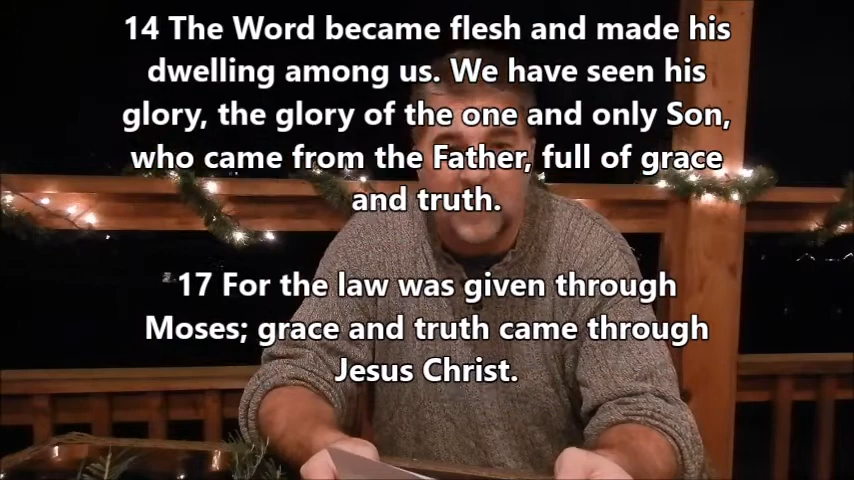 14 The Word became flesh and made his
dwelling among us. We have seen his
glory, the glory of the one and only Son,
who came from the Father, full of grace
and truth.
17 For the law was given through
Moses; grace and truth came through
Jesus Christ.